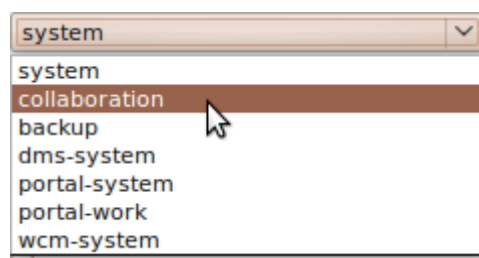 system
system
collaboration
backup
dms-system
portal-system
portal-work
wcm-system